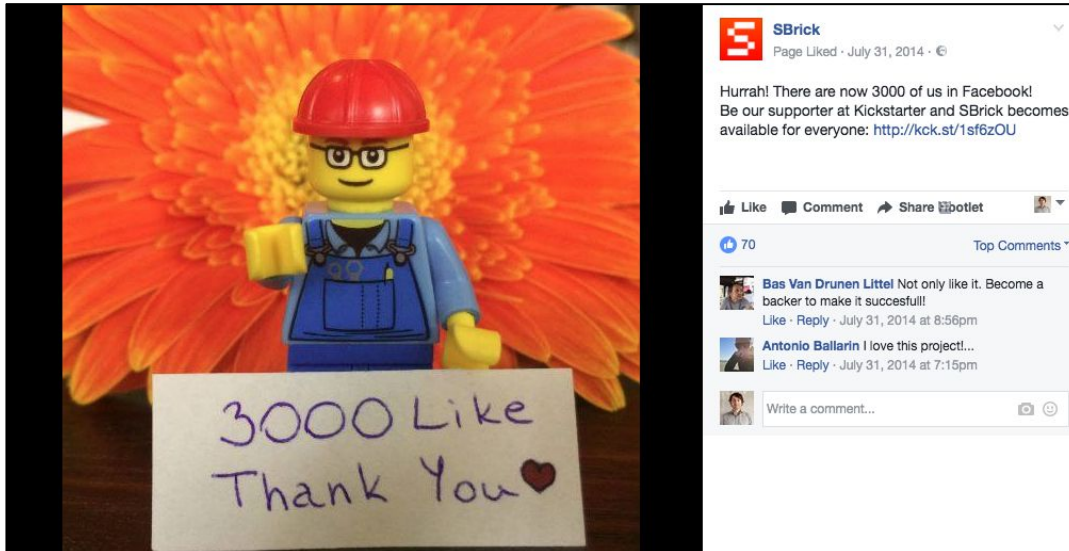 3000 Like
Thank You
SBrick
Page Liked · July 31, 2014 ·
Hurrah! There are now 3000 of us in Facebook!
Be our supporter at Kickstarter and SBrick becomes
available for everyone: http://kck.st/1sf6zOU
Like Comment Share
70 Top Comments
Bas Van Drunen Littel Not only like it. Become a
backer to make it succesfull!
Like · Reply · July 31, 2014 at 8:56pm
Antonio Ballarin I love this project!...
Like · Reply · July 31, 2014 at 7:15pm
Write a comment...